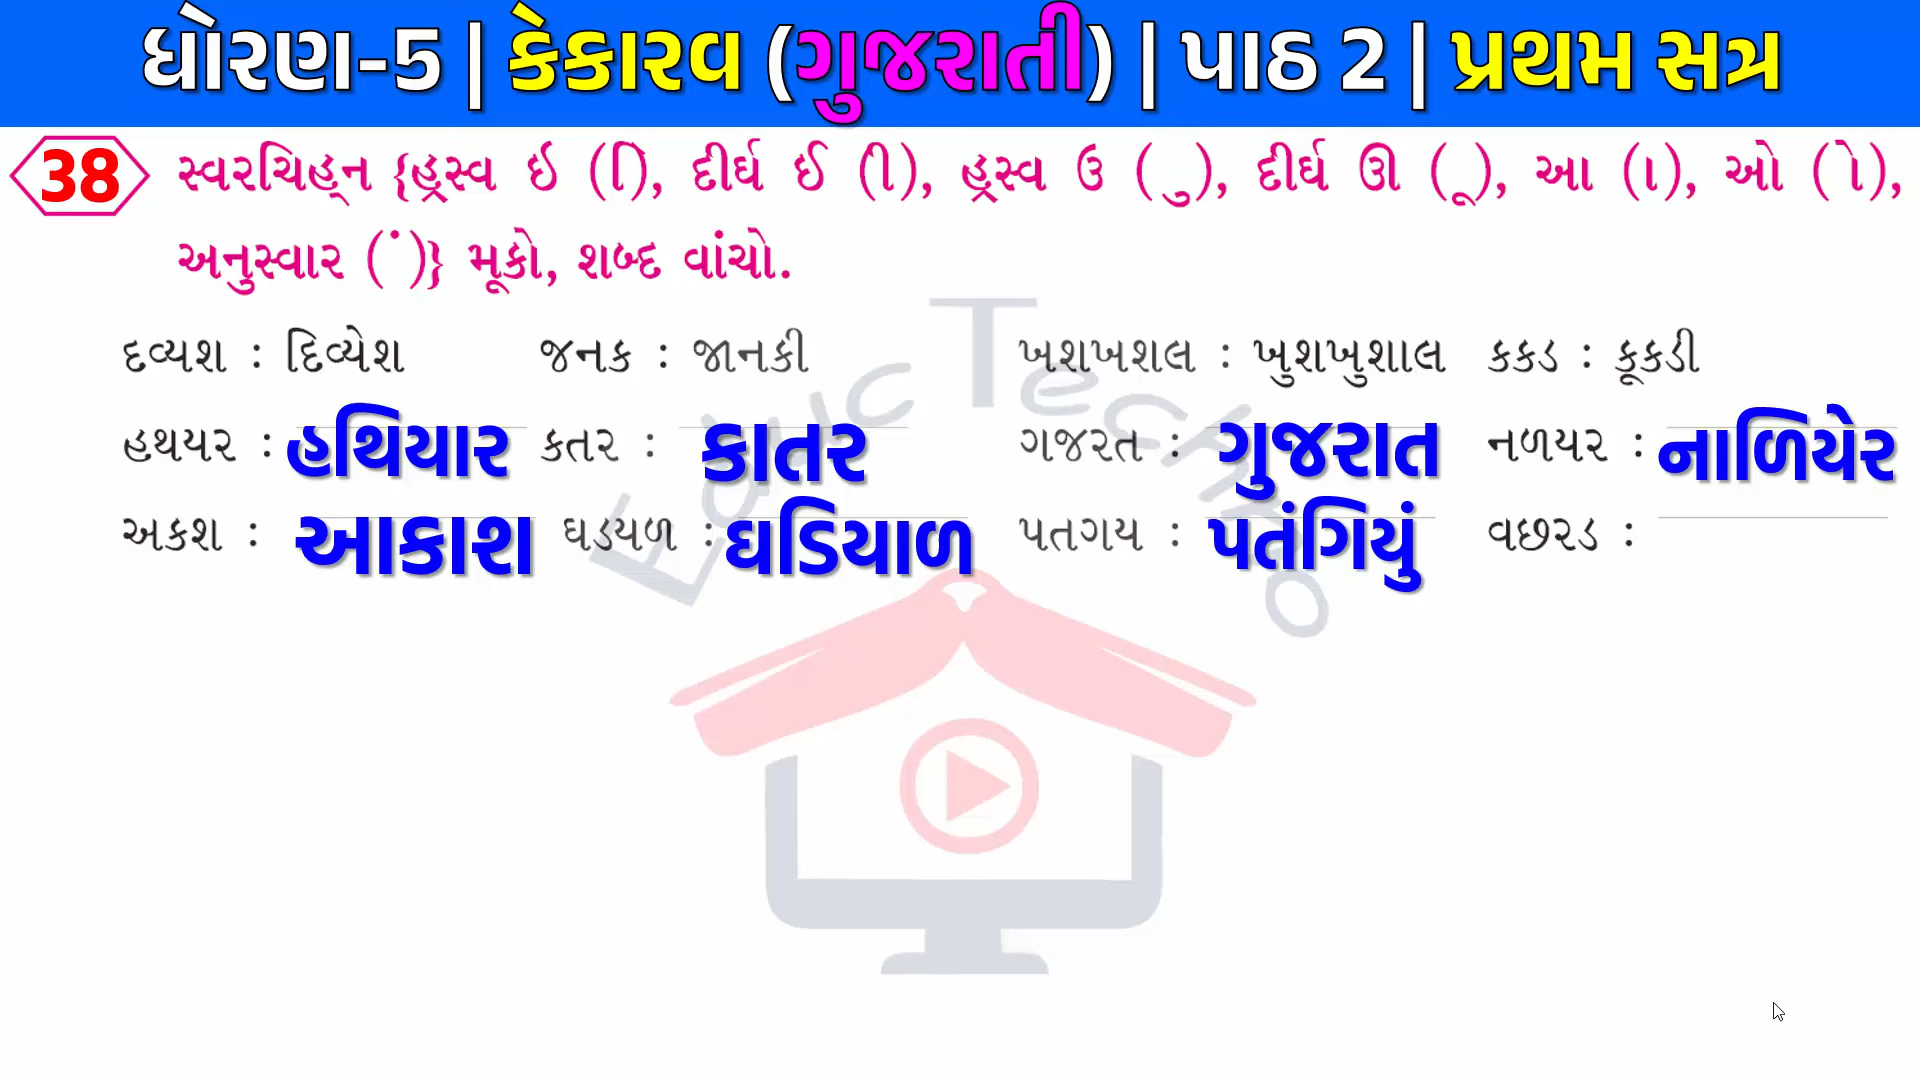 ધોરણ-5 | કેકારવ (ગુજરાતી) | પાઠ 2 | પ્રથમ સત્ર
38 સ્વરચિહ્ન {હ્રસ્વ ઇ (િ), દીર્ઘ ઈ (ી), હ્રસ્વ ઉ (ુ), દીર્ઘ ઊ (ૂ), આ (ા), ઓ (ો),
અનુસ્વાર (ં)} મૂકો, શબ્દ વાંચો.
દવ્યશ : દિવ્યેશ જનક : જાનકી ખશખશલ : ખુશખુશાલ કકડ : કૂકડી
હથયર : હથિયાર કતર : કાતર ગજરત : ગુજરાત નળયર : નાળિયેર
અકશ : આકાશ ઘડયળ : ઘડિયાળ પતગય : પતંગિયું વછરડ :
EducTechno